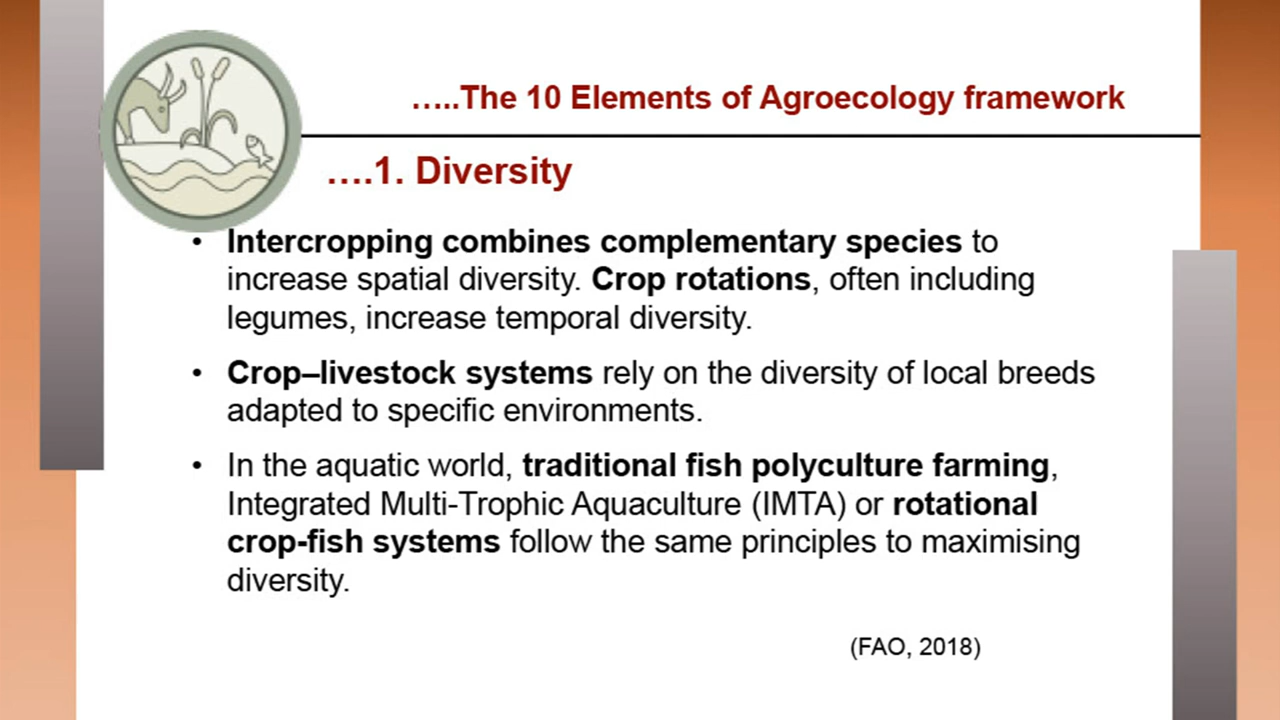 …..The 10 Elements of Agroecology framework
….1. Diversity
• Intercropping combines complementary species to
increase spatial diversity. Crop rotations, often including
legumes, increase temporal diversity.
• Crop–livestock systems rely on the diversity of local breeds
adapted to specific environments.
• In the aquatic world, traditional fish polyculture farming,
Integrated Multi-Trophic Aquaculture (IMTA) or rotational
crop-fish systems follow the same principles to maximising
diversity.
(FAO, 2018)